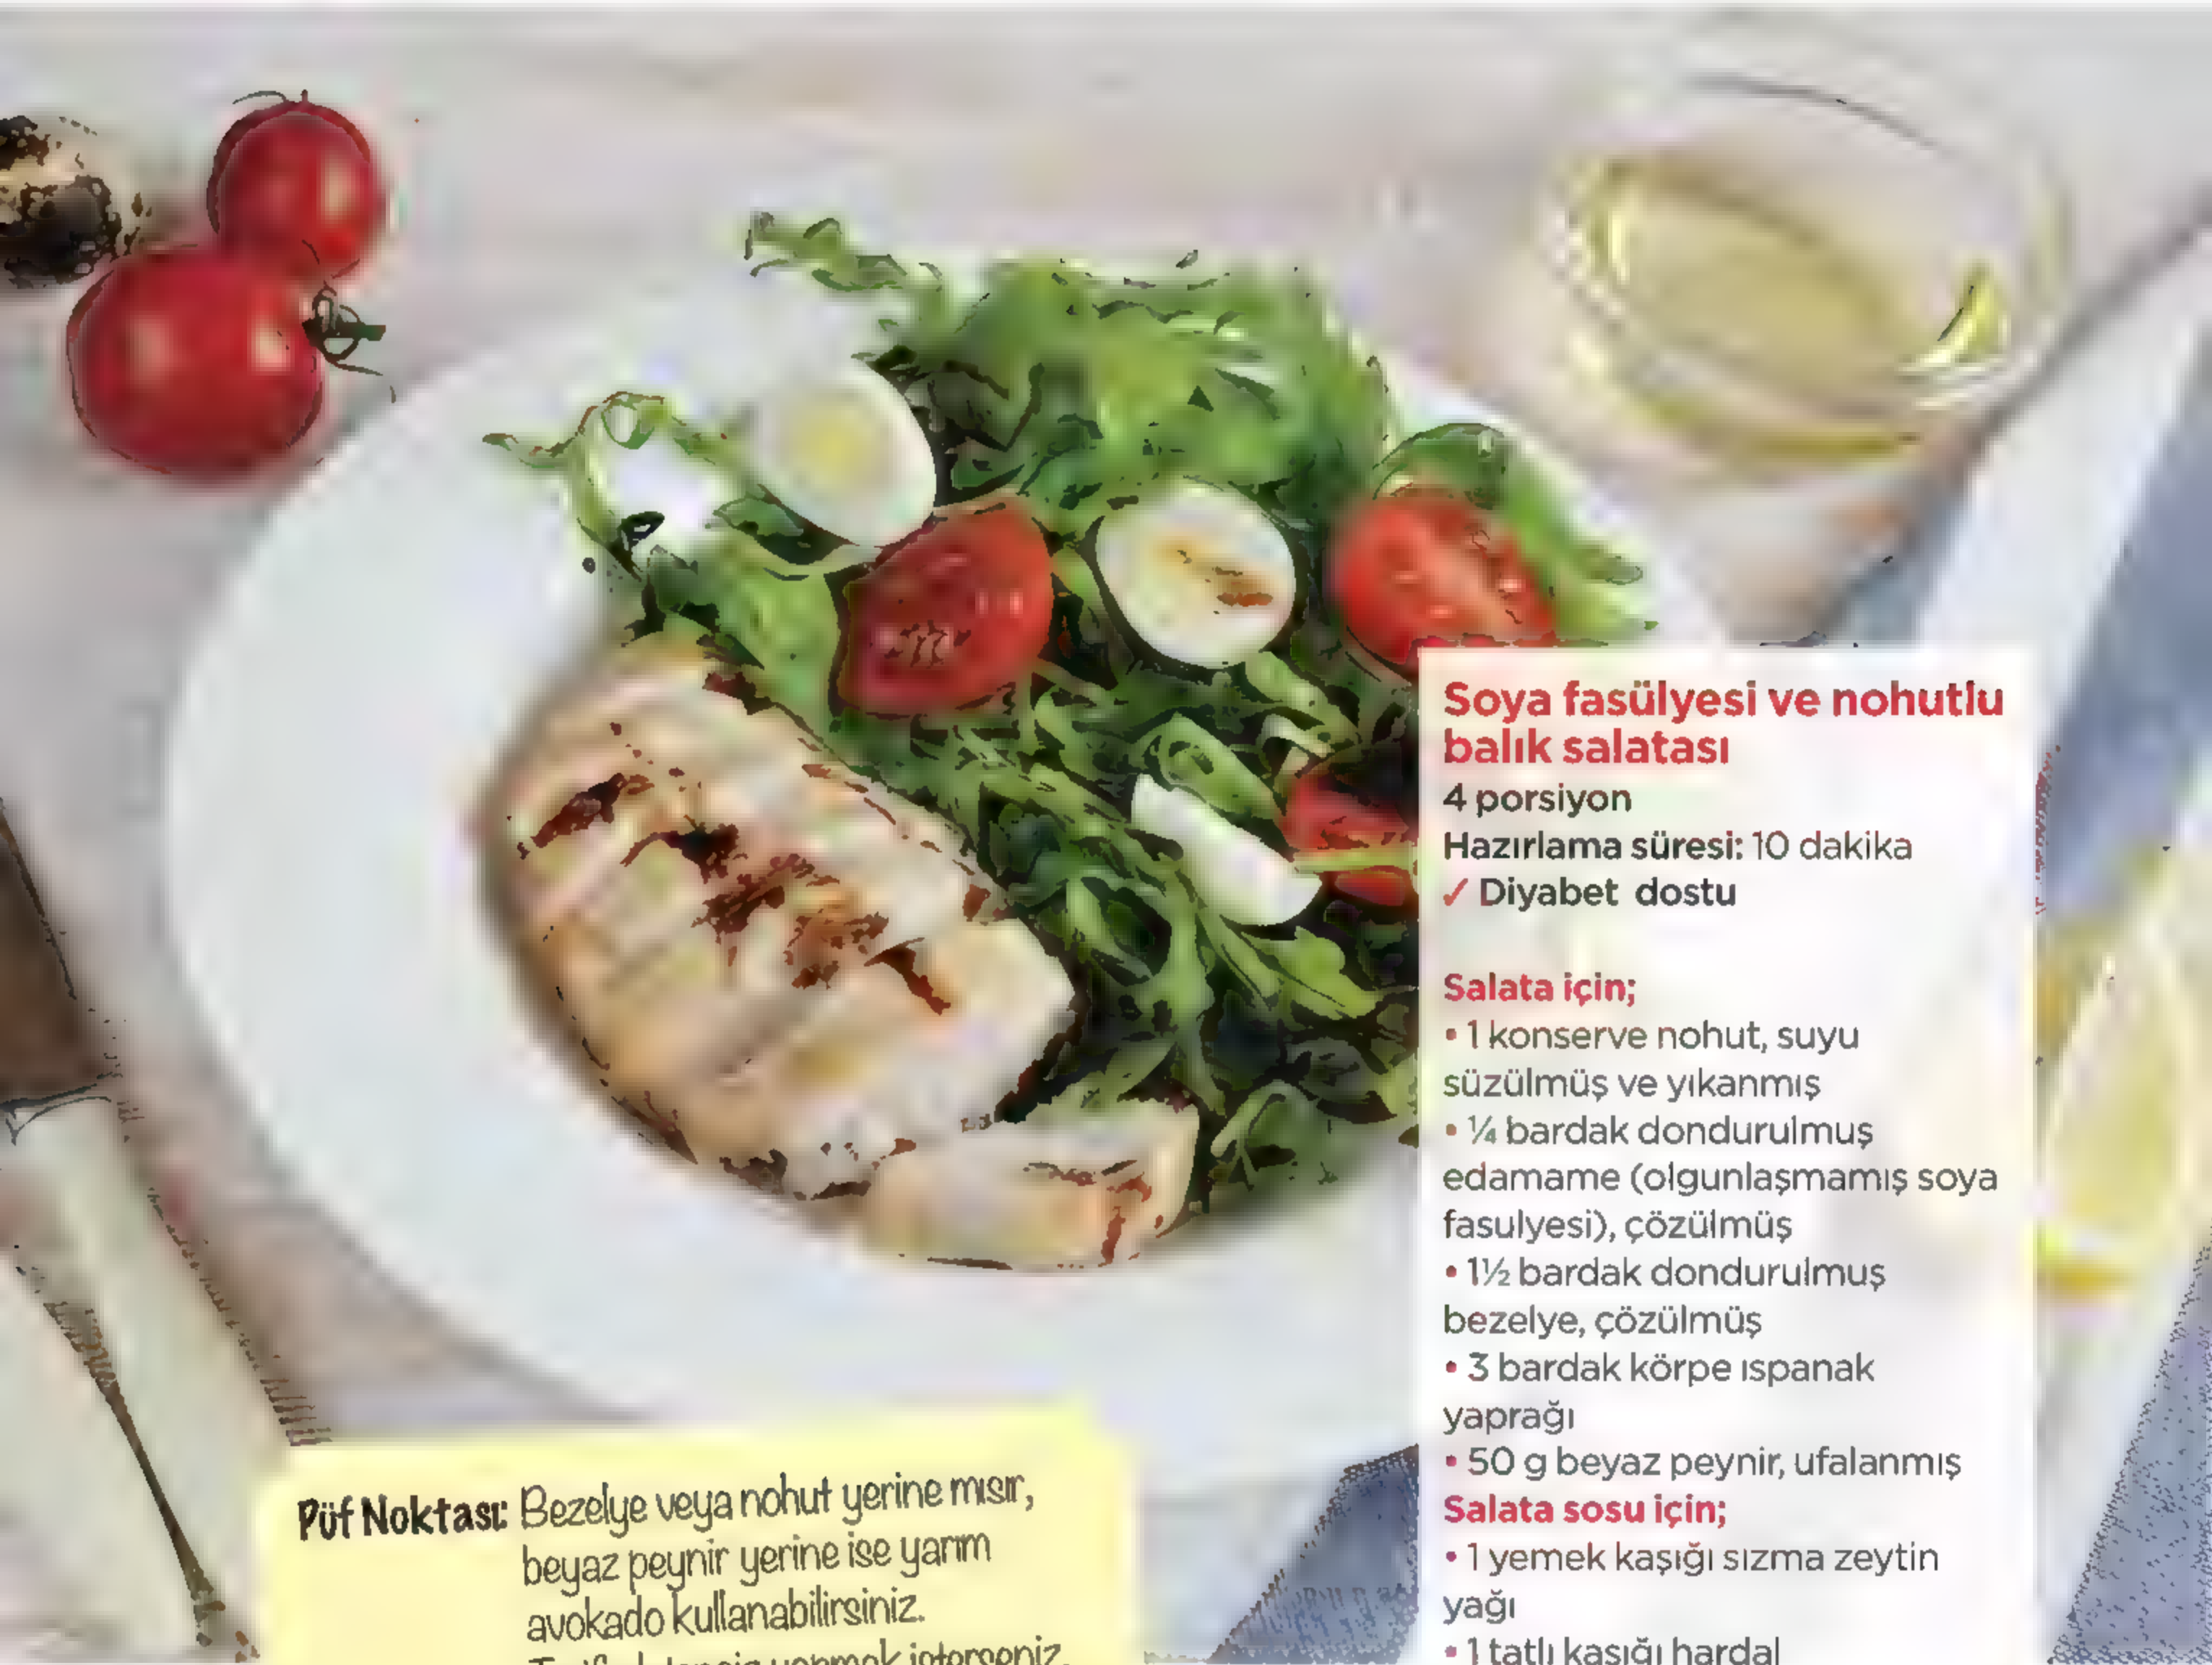 Soya fasülyesi ve nohutlu
balık salatası
4 porsiyon
Hazırlama süresi: 10 dakika
✓ Diyabet dostu
Salata için;
• 1 konserve nohut, suyu
süzülmüş ve yıkanmış
• ¼ bardak dondurulmuş
edamame (olgunlaşmamış soya
fasulyesi), çözülmüş
• 1½ bardak dondurulmuş
bezelye, çözülmüş
• 3 bardak körpe ıspanak
yaprağı
• 50 g beyaz peynir, ufalanmış
Salata sosu için;
• 1 yemek kaşığı sızma zeytin
yağı
• 1 tatlı kaşığı hardal
Püf Noktası: Bezelye veya nohut yerine mısır,
beyaz peynir yerine ise yarım
avokado kullanabilirsiniz.
yapmak isterseniz,